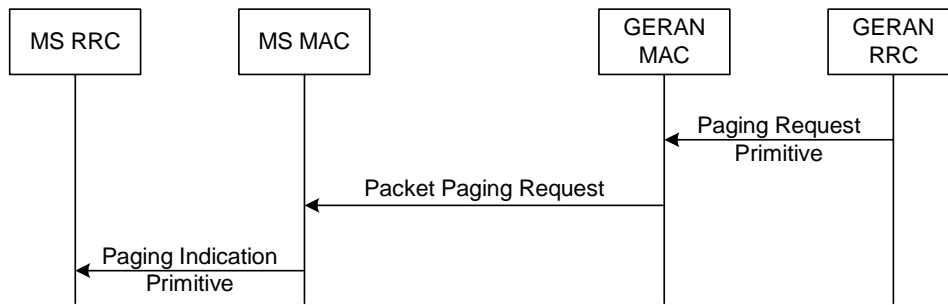 MS RRC
MS MAC
GERAN
MAC
GERAN
RRC
Paging Request
Primitive
Packet Paging Request
Paging Indication
Primitive